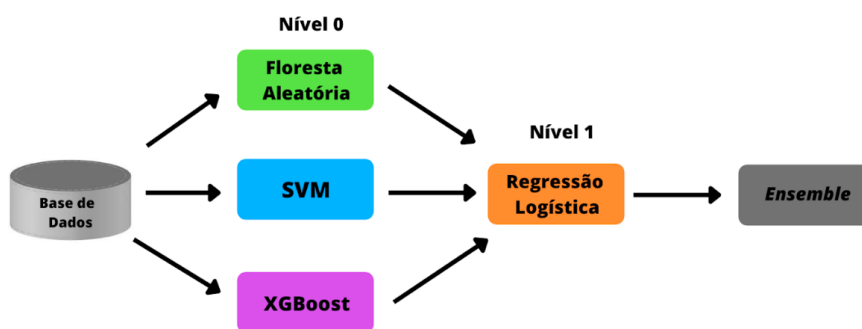 Nível 0
Floresta
Aleatória
Nível 1
Base de
Dados
SVM
Regressão
Logística
Ensemble
XGBoost